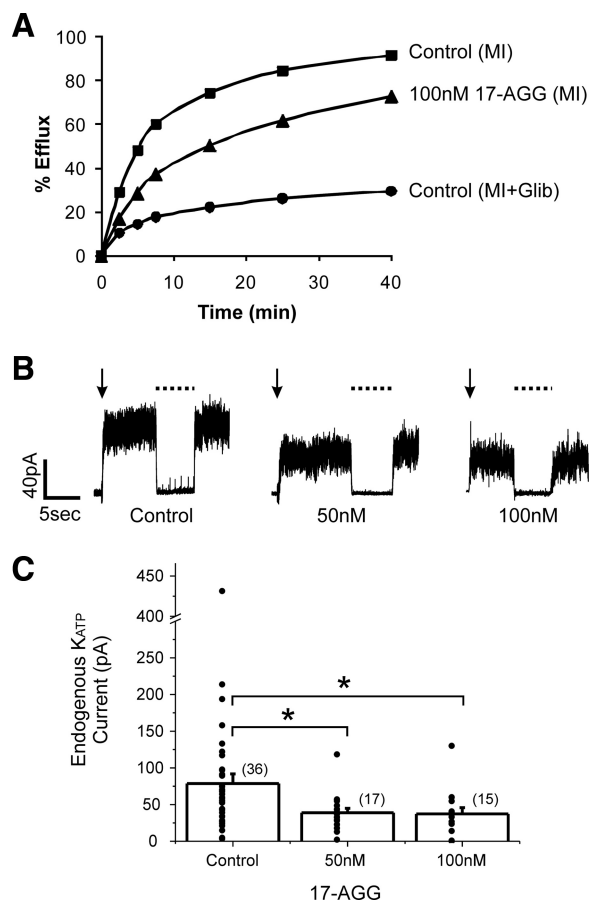 A
100
80
60
40
20
0
% Efflux
0 10 20 30 40
Time (min)
Control (MI)
100nM 17-AGG (MI)
Control (MI+Glib)
B
40pA
5sec
Control 50nM 100nM
C
Endogenous KATP
Current (pA)
450
400
250
200
150
100
50
0
*
*
(36) (17) (15)
Control 50nM 100nM
17-AGG